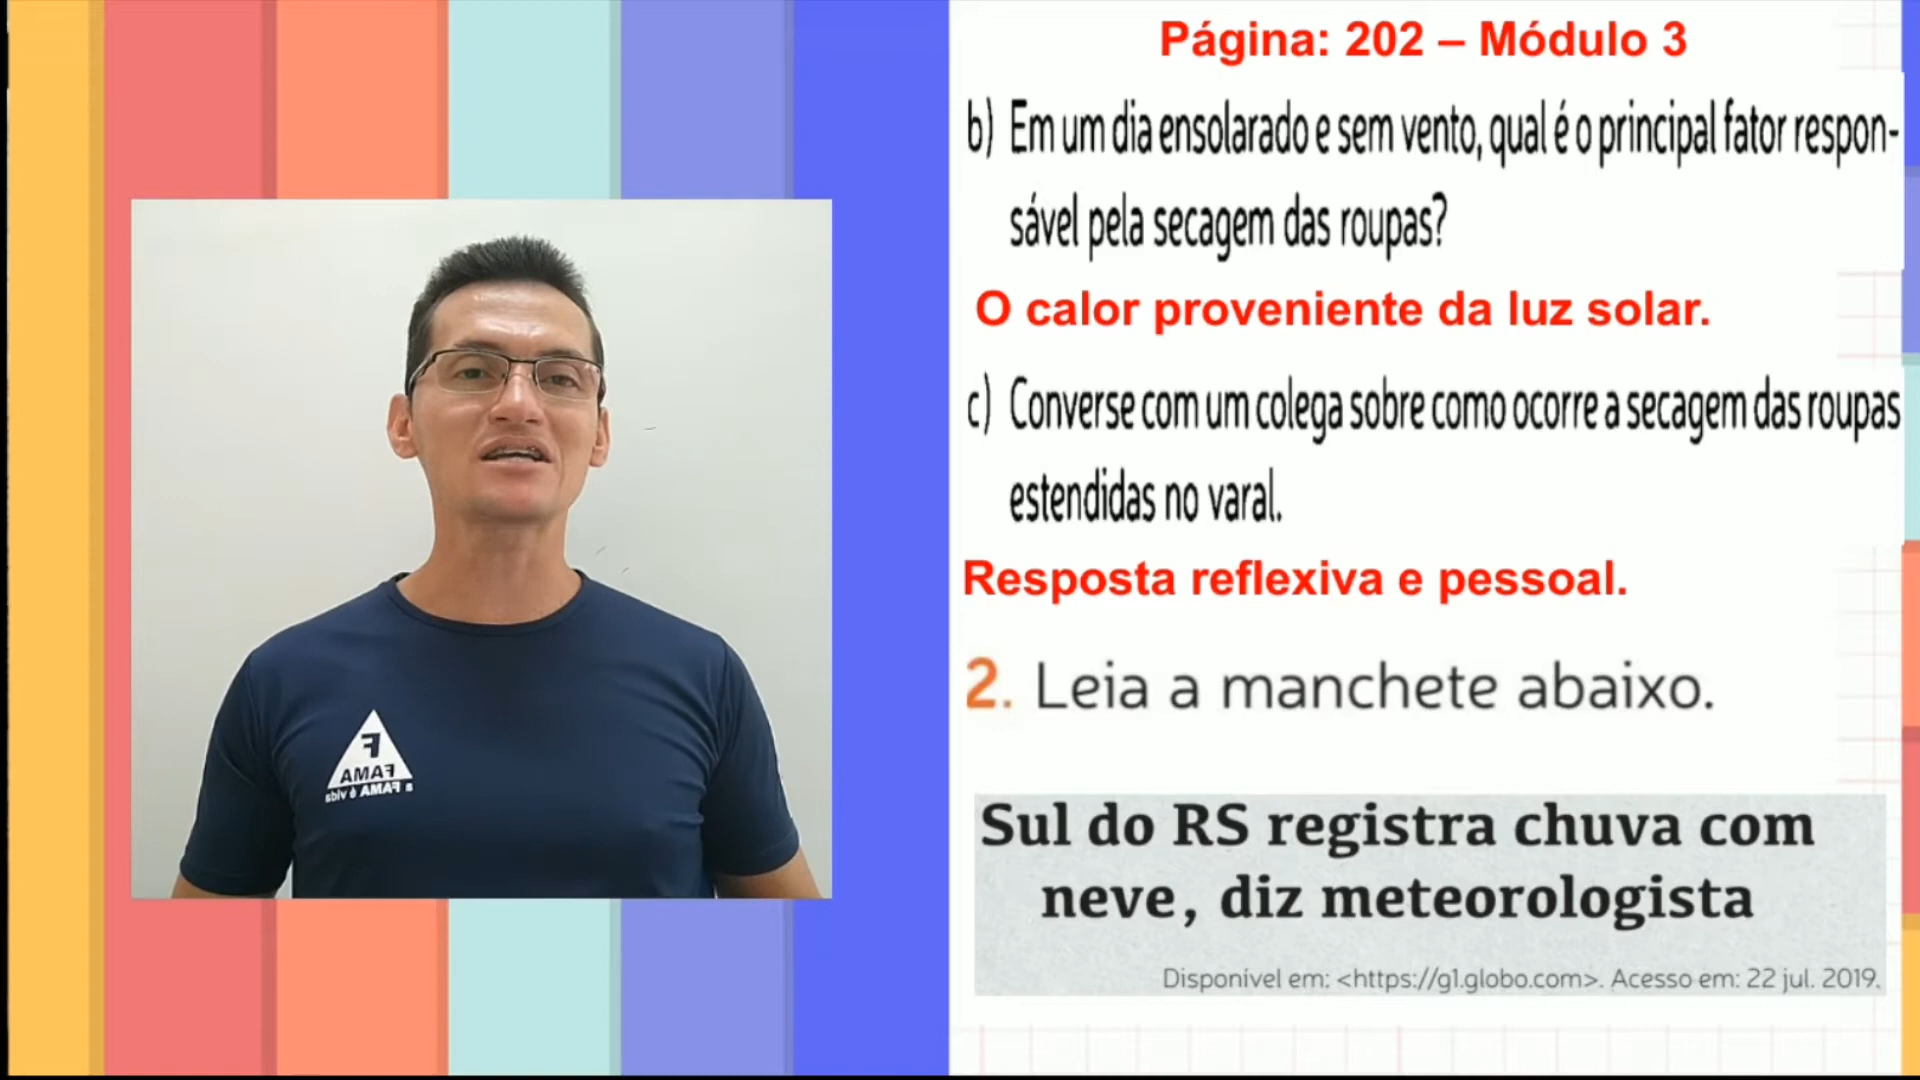 Página: 202 – Módulo 3
b) Em um dia ensolarado e sem vento, qual é o principal fator respon-
sável pela secagem das roupas?
O calor proveniente da luz solar.
c) Converse com um colega sobre como ocorre a secagem das roupas
estendidas no varal.
Resposta reflexiva e pessoal.
2. Leia a manchete abaixo.
Sul do RS registra chuva com
neve, diz meteorologista
Disponível em: <https://g1.globo.com>. Acesso em: 22 jul. 2019.
F
FAMA
a FAMA é vida